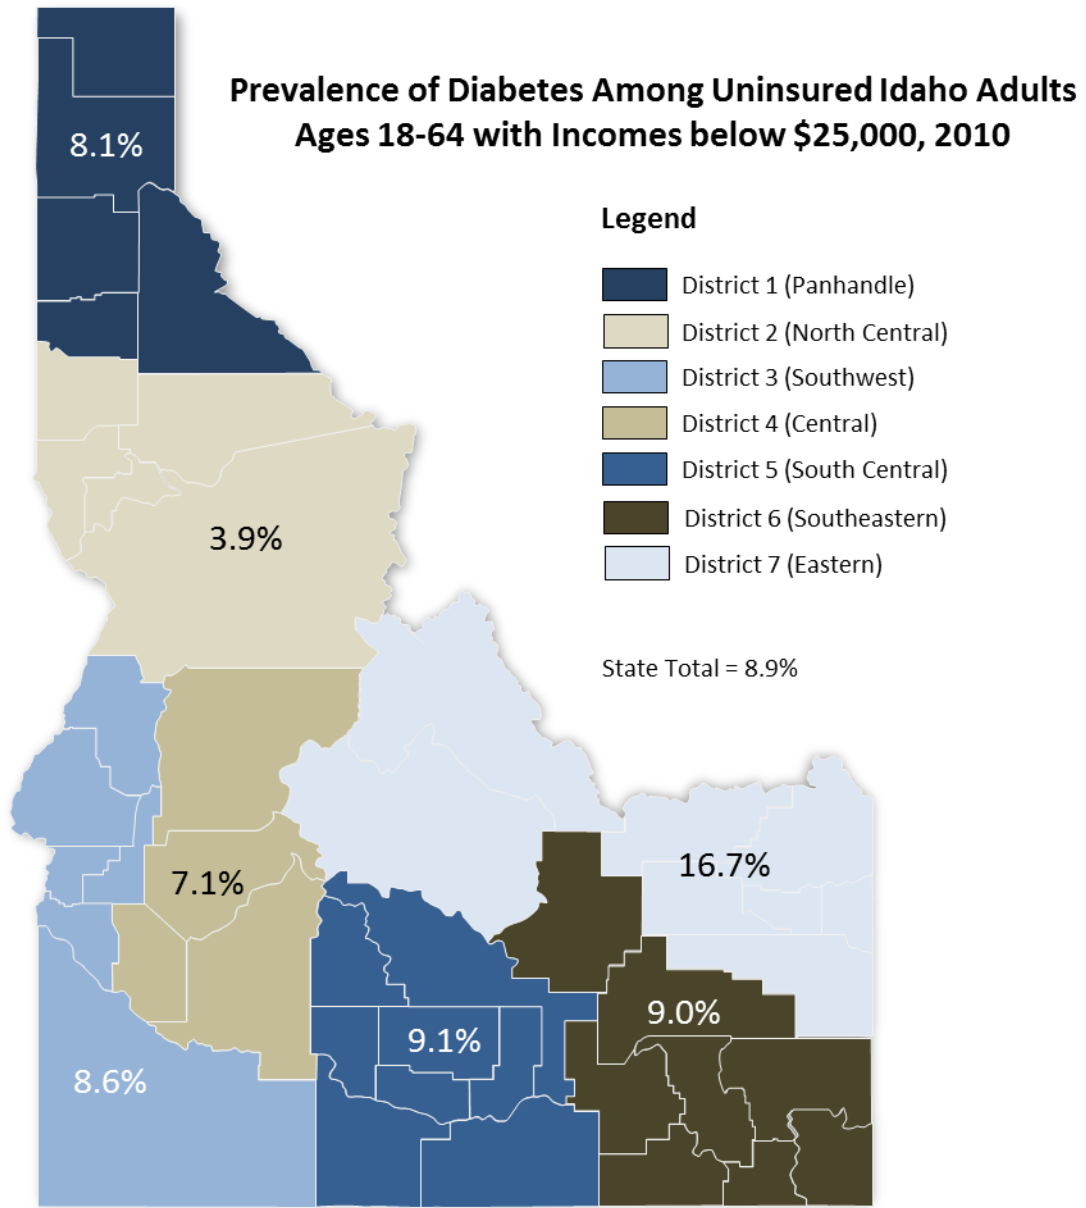 Prevalence of Diabetes Among Uninsured Idaho Adults
Ages 18-64 with Incomes below $25,000, 2010
8.1%
Legend
District 1 (Panhandle)
District 2 (North Central)
District 3 (Southwest)
District 4 (Central)
District 5 (South Central)
District 6 (Southeastern)
District 7 (Eastern)
3.9%
State Total = 8.9%
16.7%
7.1%
9.0%
9.1%
8.6%